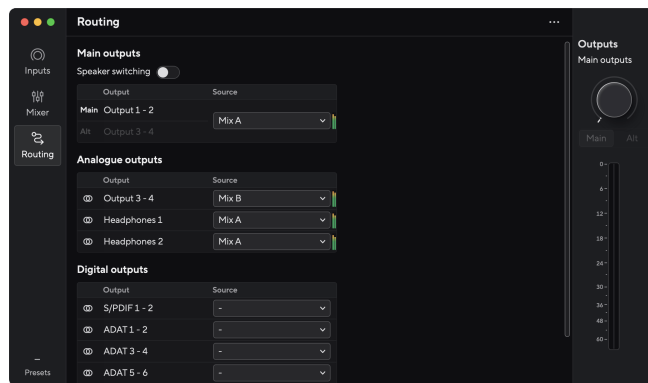 Routing
...
Inputs
Mixer
Routing
Presets
Main outputs
Speaker switching
Output Source
Main Output 1 - 2 Mix A
Alt Output 3 - 4
Analogue outputs
Output Source
Output 3 - 4 Mix B
Headphones 1 Mix A
Headphones 2 Mix A
Digital outputs
Output Source
S/PDIF 1 - 2 -
ADAT 1 - 2 -
ADAT 3 - 4 -
ADAT 5 - 6 -
Outputs
Main outputs
Main Alt
0
6
12
18
24
30
36
48
60